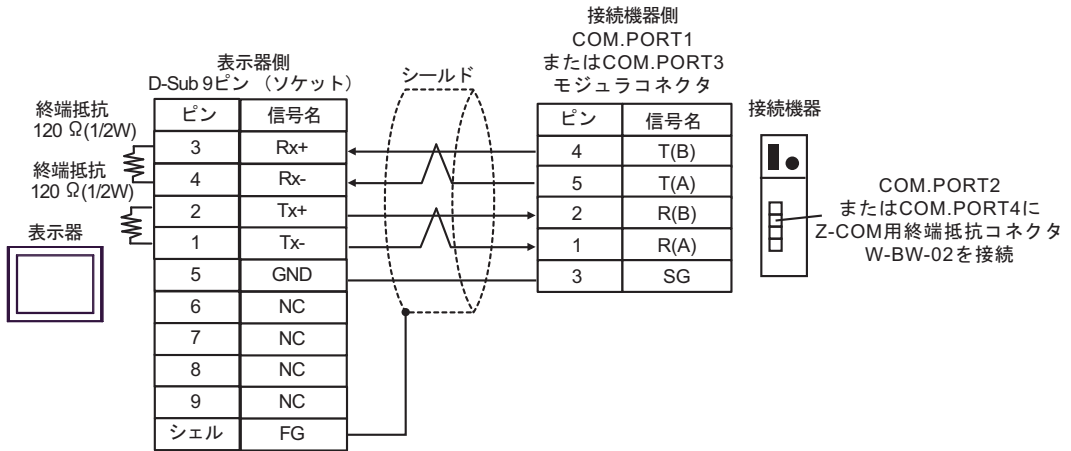 接続機器側
COM.PORT1
またはCOM.PORT3
モジュラコネクタ
表示器側
D-Sub 9ピン （ソケット）
シールド
接続機器
終端抵抗
120 Ω(1/2W)
終端抵抗
120 Ω(1/2W)
表示器
ピン 信号名
3 Rx+
4 Rx-
2 Tx+
1 Tx-
5 GND
6 NC
7 NC
8 NC
9 NC
シェル FG
ピン 信号名
4 T(B)
5 T(A)
2 R(B)
1 R(A)
3 SG
COM.PORT2
またはCOM.PORT4に
Z-COM用終端抵抗コネクタ
W-BW-02を接続